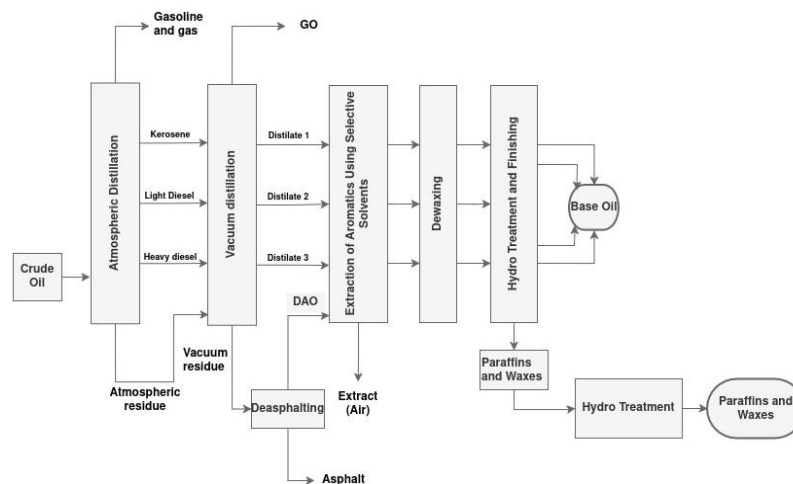 Gasoline
and gas
GO
Atmospheric Distillation
Kerosene
Light Diesel
Heavy diesel
Vacuum distillation
Distilate 1
Distilate 2
Distilate 3
Extraction of Aromatics Using Selective
Solvents
Dewaxing
Hydro Treatment and Finishing
Base Oil
Crude
Oil
DAO
Vacuum
residue
Atmospheric
residue
Deasphalting
Extract
(Air)
Asphalt
Paraffins
and Waxes
Hydro Treatment
Paraffins and
Waxes